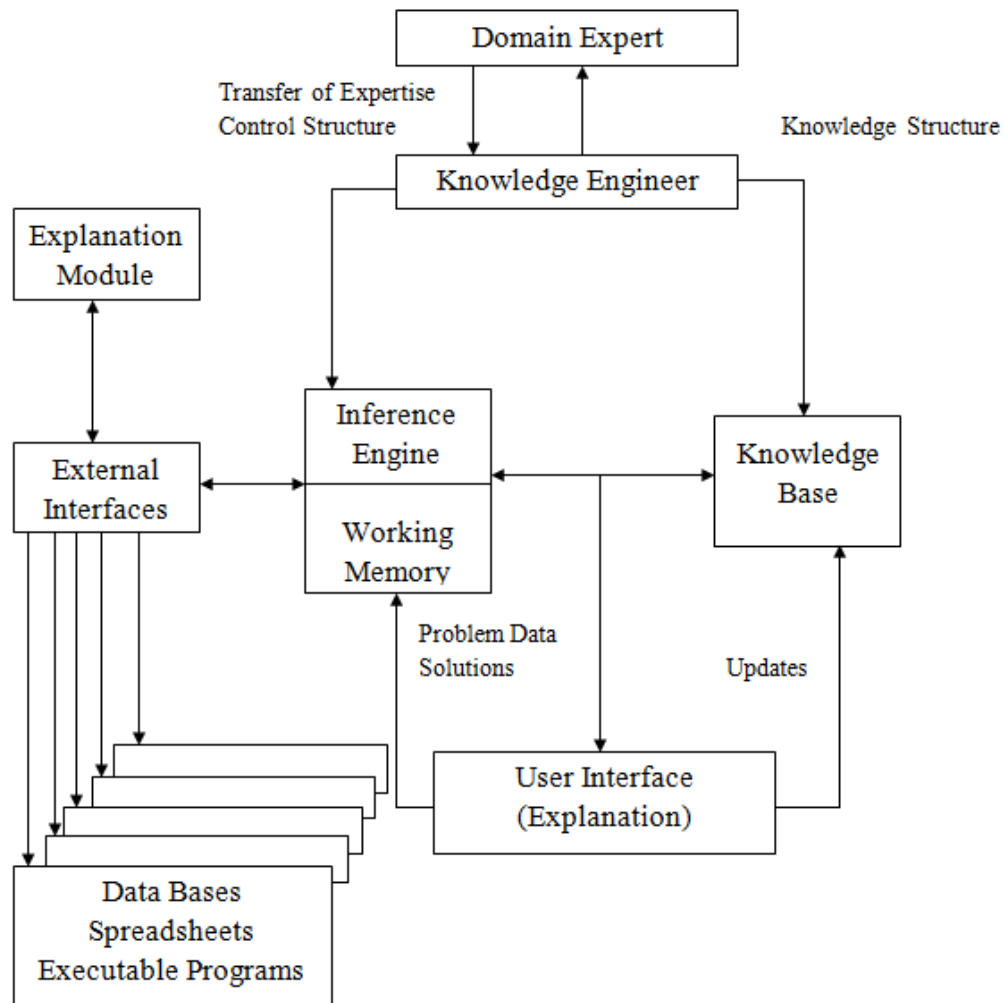 Domain Expert
Transfer of Expertise
Control Structure
Knowledge Structure
Knowledge Engineer
Explanation
Module
Inference
Engine
Knowledge
Base
External
Interfaces
Working
Memory
Problem Data
Solutions
Updates
User Interface
(Explanation)
Data Bases
Spreadsheets
Executable Programs